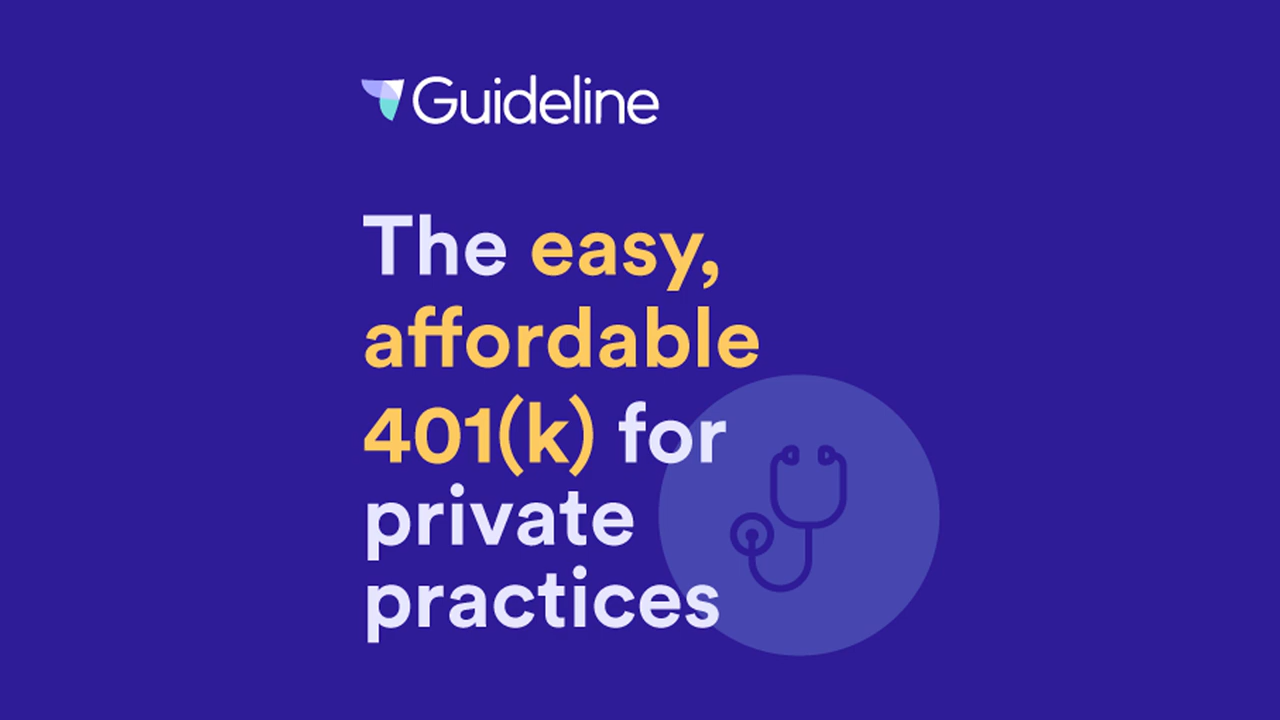 Guideline
The easy,
affordable
401(k) for
private
practices